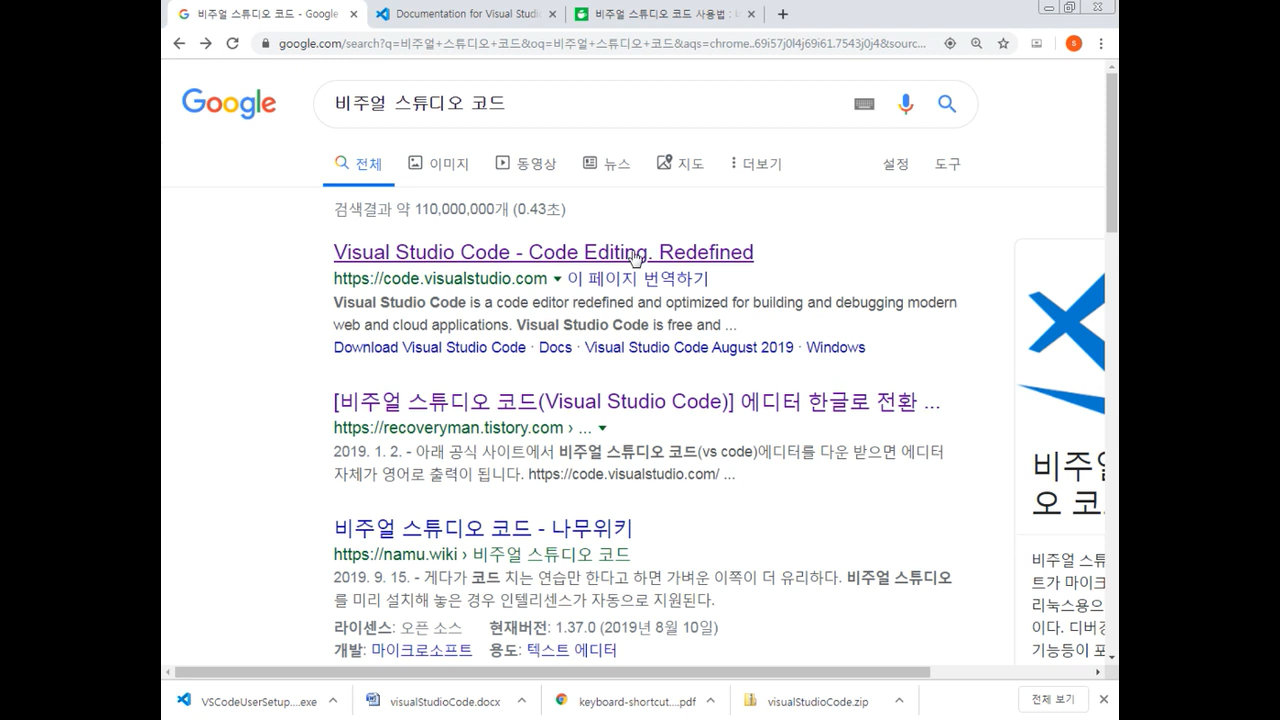 비주얼 스튜디오 코드 - Google
Documentation for Visual Studi
비주얼 스튜디오 코드 사용법 :
google.com/search?q=비주얼+스튜디오+코드&oq=비주얼+스튜디오+코드&aqs=chrome..69i57j0l4j69i61.7543j0j4&sourc...
S
Google
비주얼 스튜디오 코드
전체 이미지 동영상 뉴스 지도 더보기 설정 도구
검색결과 약 110,000,000개 (0.43초)
Visual Studio Code - Code Editing. Redefined
https://code.visualstudio.com 이 페이지 번역하기
Visual Studio Code is a code editor redefined and optimized for building and debugging modern
web and cloud applications. Visual Studio Code is free and ...
Download Visual Studio Code · Docs · Visual Studio Code August 2019 · Windows
[비주얼 스튜디오 코드(Visual Studio Code)] 에디터 한글로 전환 ...
https://recoveryman.tistory.com › ...
2019. 1. 2. - 아래 공식 사이트에서 비주얼 스튜디오 코드(vs code)에디터를 다운 받으면 에디터
자체가 영어로 출력이 됩니다. https://code.visualstudio.com/ ...
비주얼 스튜디오 코드 - 나무위키
https://namu.wiki › 비주얼 스튜디오 코드
2019. 9. 15. - 게다가 코드 치는 연습만 한다고 하면 가벼운 이쪽이 더 유리하다. 비주얼 스튜디오
를 미리 설치해 놓은 경우 인텔리센스가 자동으로 지원된다.
라이센스: 오픈 소스 현재버전: 1.37.0 (2019년 8월 10일)
개발: 마이크로소프트 용도: 텍스트 에디터
비주얼
오 코
비주얼 스튜
트가 마이크
리눅스용으
이다. 디버깅
기능등이 포
VSCodeUserSetup....exe
visualStudioCode.docx
keyboard-shortcut....pdf
visualStudioCode.zip
전체 보기